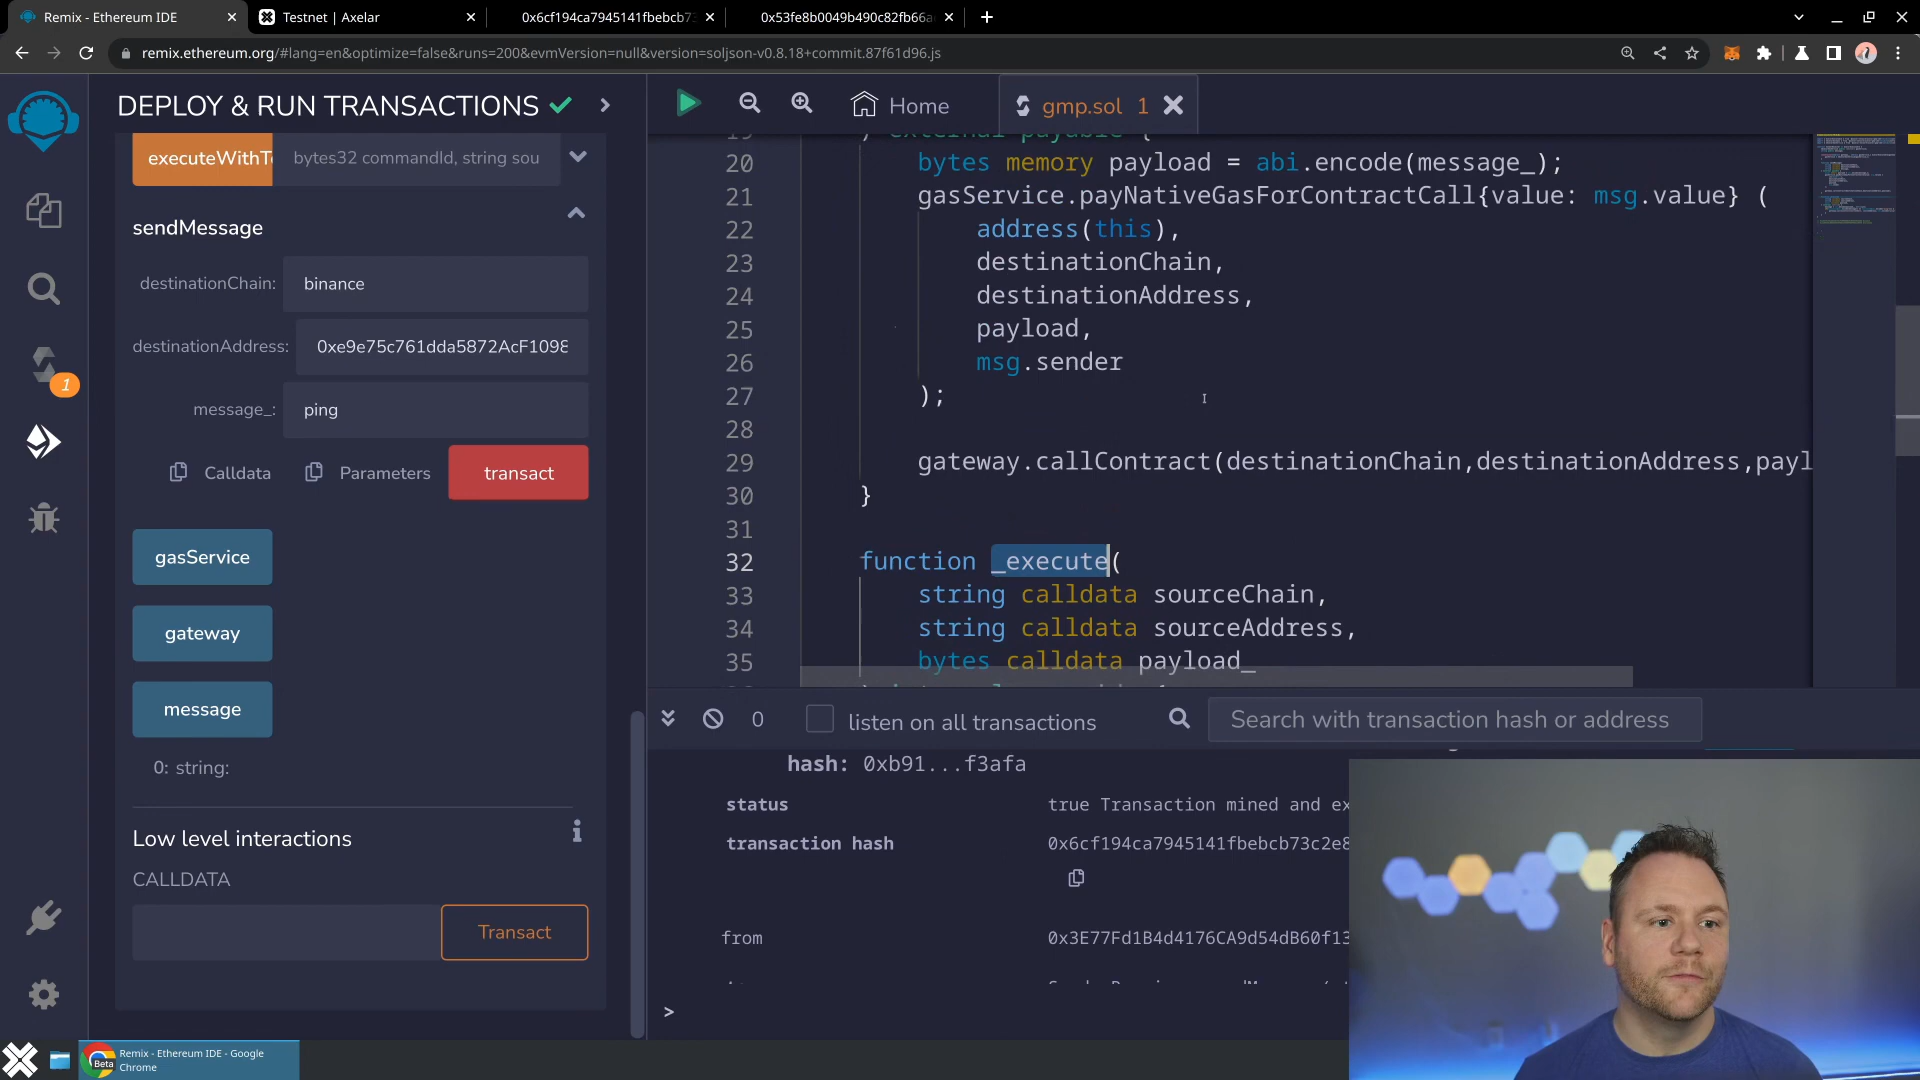 Remix - Ethereum IDE
Testnet | Axelar
0x6cf194ca7945141fbebcb7
0x53fe8b0049b490c82fb66a
remix.ethereum.org/#lang=en&optimize=false&runs=200&evmVersion=null&version=soljson-v0.8.18+commit.87f61d96.js
DEPLOY & RUN TRANSACTIONS
executeWithT
bytes32 commandId, string sou
sendMessage
destinationChain:
binance
destinationAddress:
0xe9e75c761dda5872AcF1098
message_:
ping
Calldata
Parameters
transact
gasService
gateway
message
0: string:
Low level interactions
i
CALLDATA
Transact
1
Home
gmp.sol 1
19 ) external payable {
20 bytes memory payload = abi.encode(message_);
21 gasService.payNativeGasForContractCall{value: msg.value} (
22 address(this),
23 destinationChain,
24 destinationAddress,
25 payload,
26 msg.sender
27 );
28
29 gateway.callContract(destinationChain,destinationAddress,payl
30 }
31
32 function _execute(
33 string calldata sourceChain,
34 string calldata sourceAddress,
35 bytes calldata payload_
0
listen on all transactions
Search with transaction hash or address
hash: 0xb91...f3afa
status
true Transaction mined and ex
transaction hash
0x6cf194ca7945141fbebcb73c2e8
from
0x3E77Fd1B4d4176CA9d54dB60f13
>
Beta
Remix - Ethereum IDE - Google
Chrome